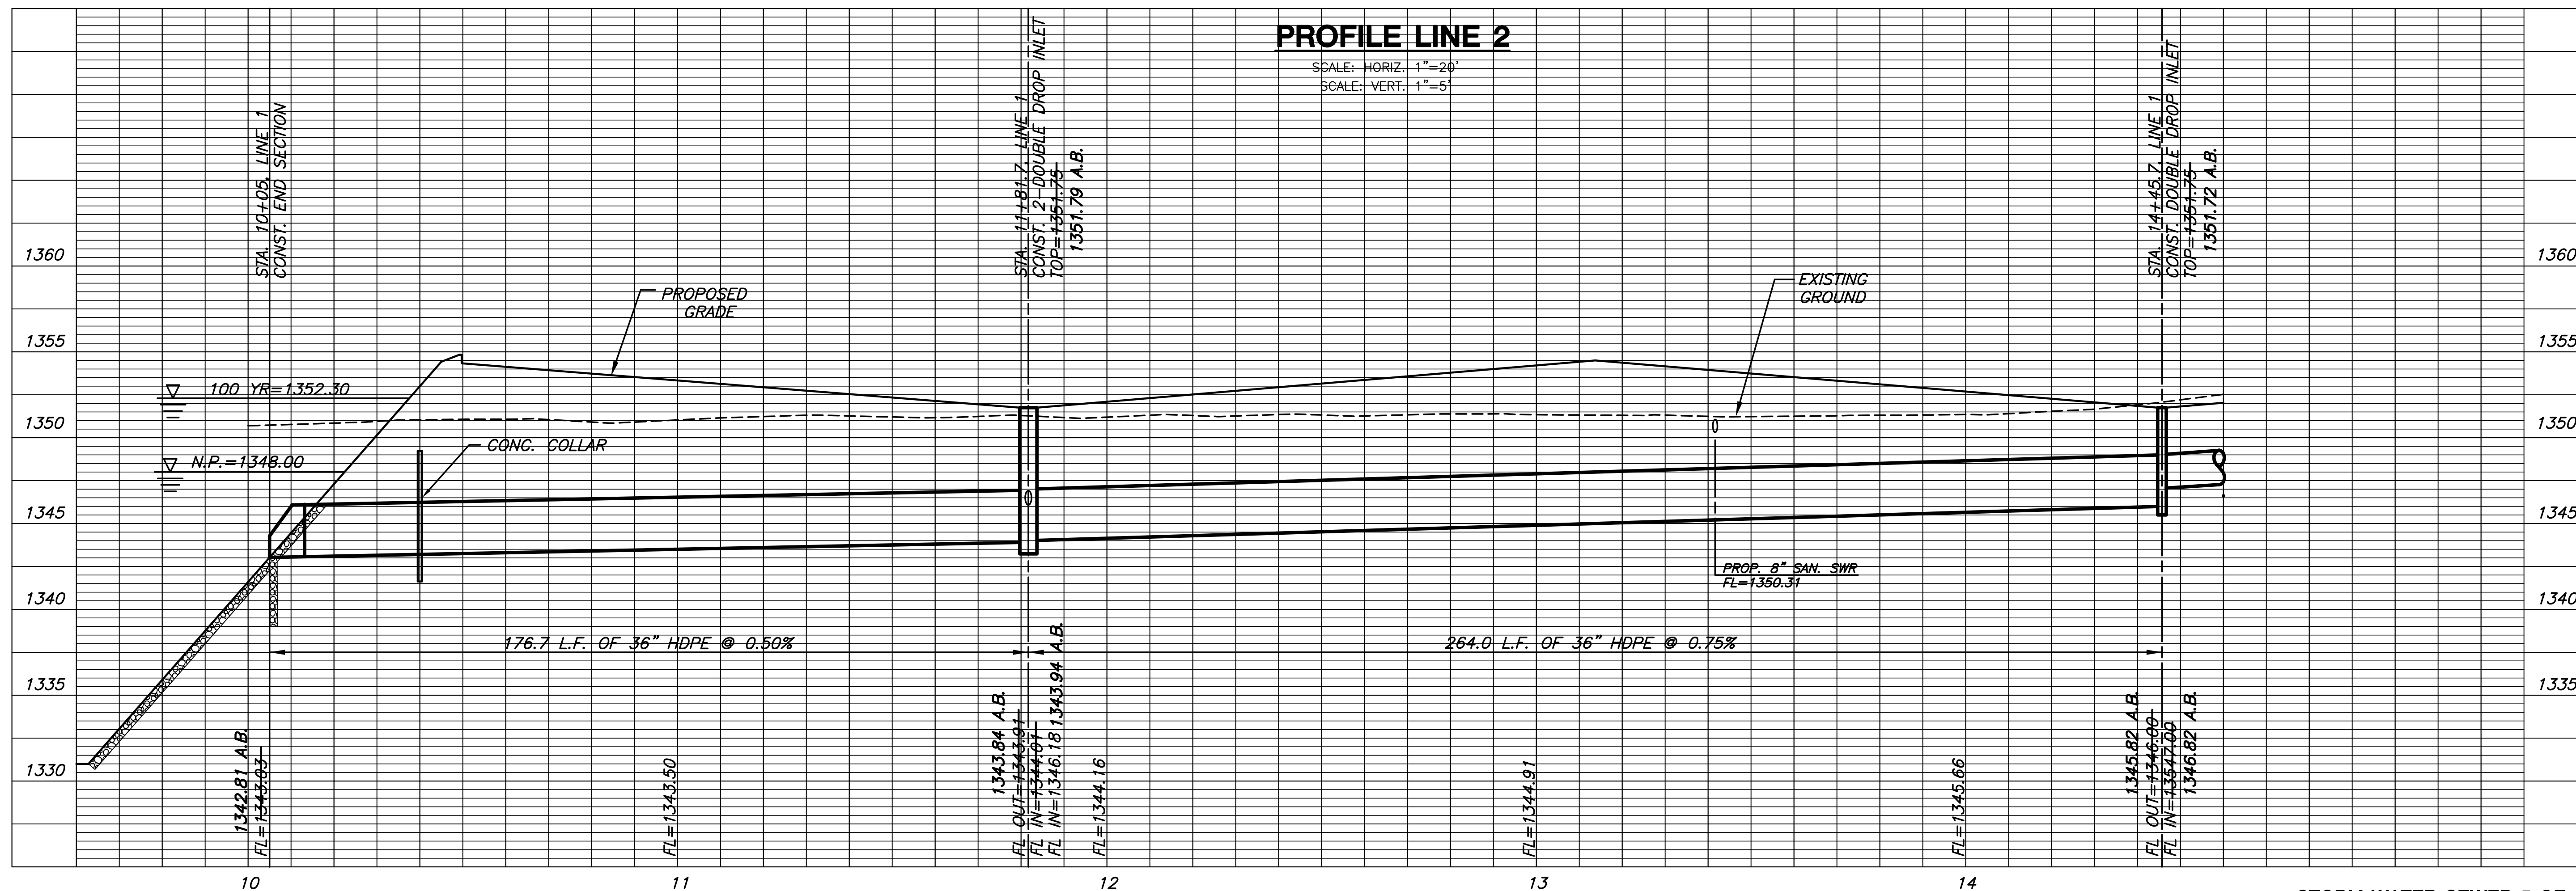 PROFILE LINE 2
SCALE: HORIZ. 1"=20'
SCALE: VERT. 1"=5'
STA. 10+05, LINE 1
CONST. END SECTION
STA. 11+81.7, LINE 1
CONST. 2-DOUBLE DROP INLET
TOP=1351.75
1351.79 A.B.
STA. 14+45.7, LINE 1
CONST. DOUBLE DROP INLET
TOP=1351.75
1351.72 A.B.
1360
1360
PROPOSED
GRADE
EXISTING
GROUND
1355
1355
100 YR=1352.30
1350
1350
CONC. COLLAR
N.P.=1348.00
1345
1345
PROP. 8" SAN. SWR
FL=1350.31
1340
1340
176.7 L.F. OF 36" HDPE @ 0.50%
264.0 L.F. OF 36" HDPE @ 0.75%
1335
1335
1330
1342.81 A.B.
FL=1343.03
FL=1343.50
1343.84 A.B.
FL OUT=1343.91
FL IN=1344.01
FL IN=1346.18 1343.94 A.B.
FL=1344.16
FL=1344.91
FL=1345.66
1345.82 A.B.
FL OUT=1346.00
FL IN=1347.00
1346.82 A.B.
10
11
12
13
14